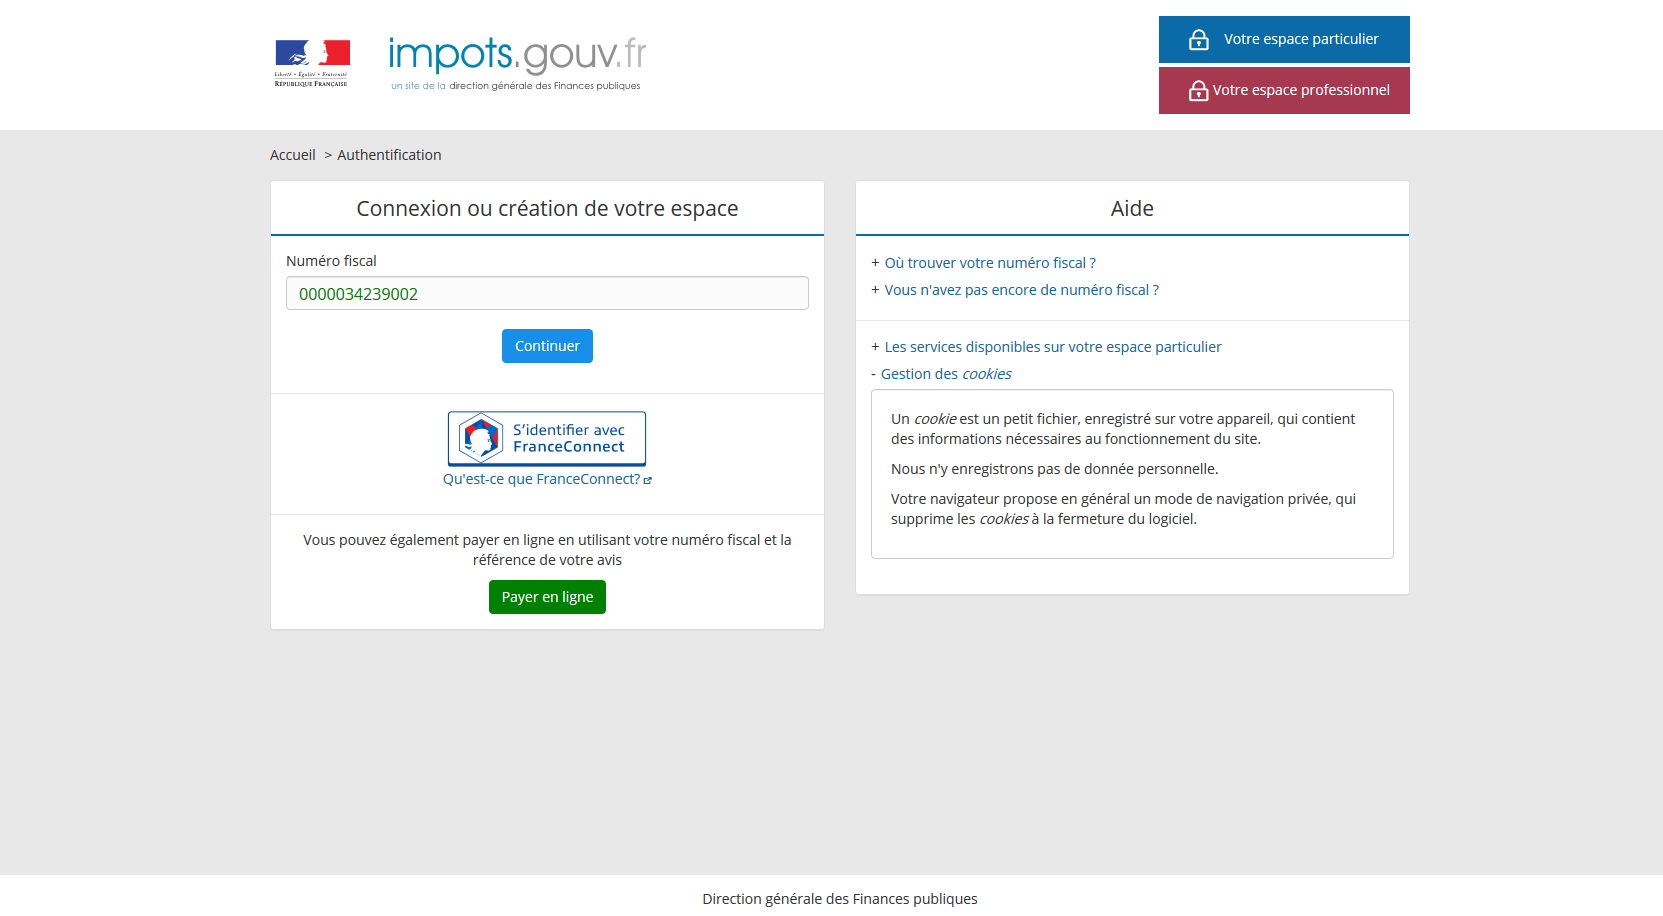 Liberté • Égalité • Fraternité
RÉPUBLIQUE FRANÇAISE
impots.gouv.fr
un site de la direction générale des Finances publiques
Votre espace particulier
Votre espace professionnel
Accueil > Authentification
Connexion ou création de votre espace
Numéro fiscal
0000034239002
Continuer
S'identifier avec
FranceConnect
Qu'est-ce que FranceConnect?
Vous pouvez également payer en ligne en utilisant votre numéro fiscal et la
référence de votre avis
Payer en ligne
Aide
+ Où trouver votre numéro fiscal ?
+ Vous n'avez pas encore de numéro fiscal ?
+ Les services disponibles sur votre espace particulier
- Gestion des cookies
Un cookie est un petit fichier, enregistré sur votre appareil, qui contient
des informations nécessaires au fonctionnement du site.
Nous n'y enregistrons pas de donnée personnelle.
Votre navigateur propose en général un mode de navigation privée, qui
supprime les cookies à la fermeture du logiciel.
Direction générale des Finances publiques